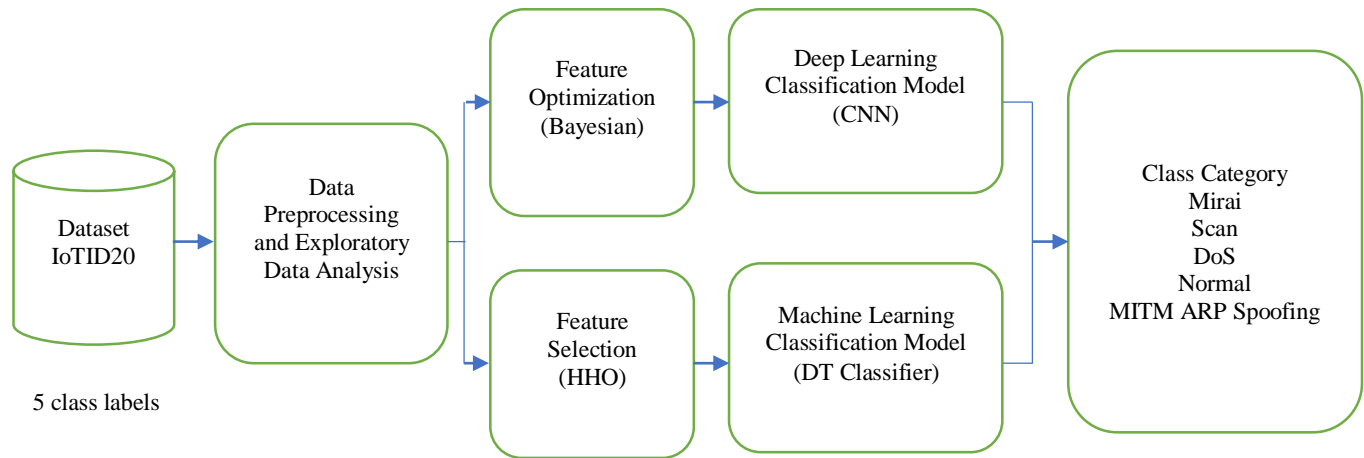 Dataset
IoTID20
5 class labels
Data
Preprocessing
and Exploratory
Data Analysis
Feature
Optimization
(Bayesian)
Deep Learning
Classification Model
(CNN)
Feature
Selection
(HHO)
Machine Learning
Classification Model
(DT Classifier)
Class Category
Mirai
Scan
DoS
Normal
MITM ARP Spoofing